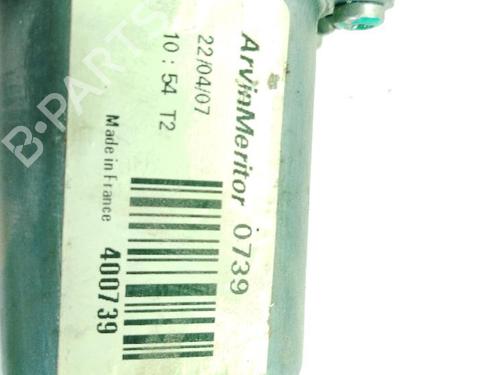 ArvinMeritor 0739
22/04/07
10:54 T2
Made in France 400739
B-PARTS